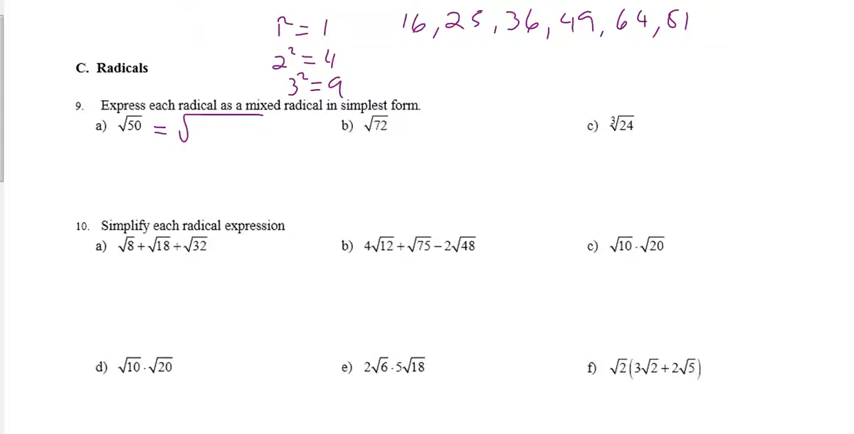 1² = 1 16, 25, 36, 49, 64, 81
2² = 4
C. Radicals
3² = 9
9. Express each radical as a mixed radical in simplest form.
a) √50 = √ b) √72 c) ∛24
10. Simplify each radical expression
a) √8 + √18 + √32 b) 4√12 + √75 − 2√48 c) √10 · √20
d) √10 · √20 e) 2√6 · 5√18 f) √2(3√2 + 2√5)